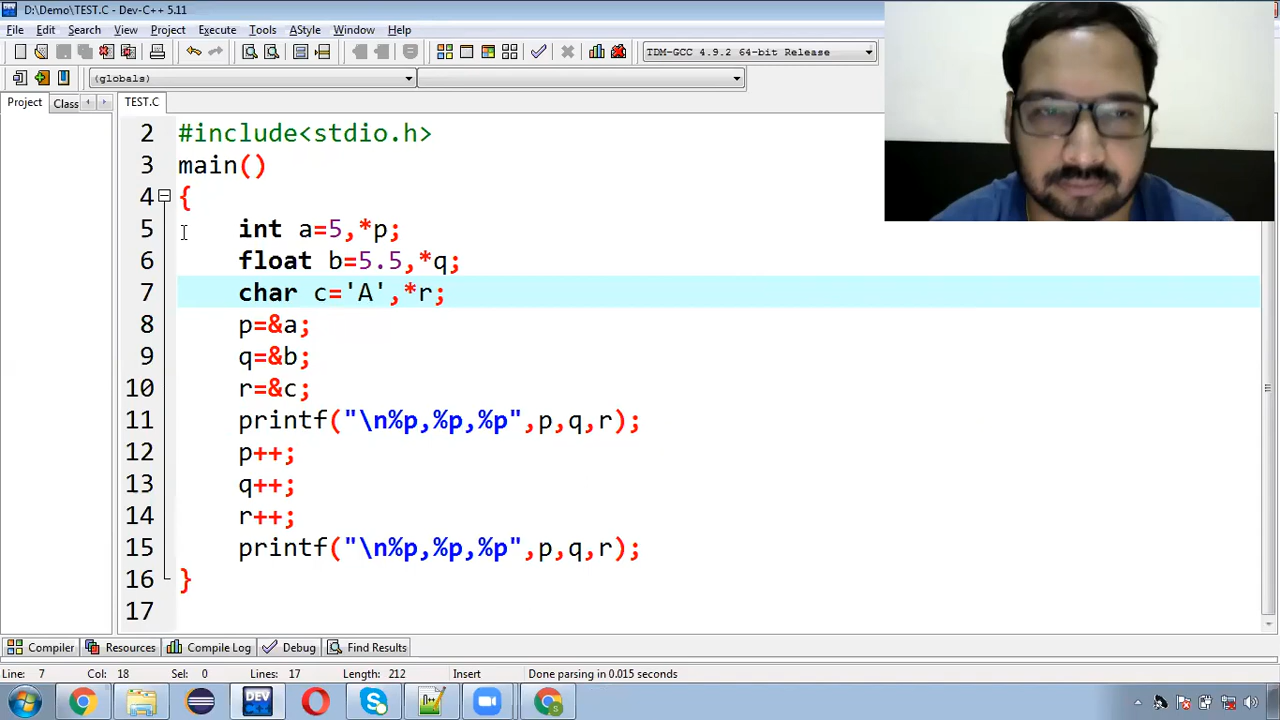 D:\Demo\TEST.C - Dev-C++ 5.11
File Edit Search View Project Execute Tools AStyle Window Help
TDM-GCC 4.9.2 64-bit Release
(globals)
Project Class TEST.C
2 #include<stdio.h>
3 main()
4 {
5 int a=5,*p;
6 float b=5.5,*q;
7 char c='A',*r;
8 p=&a;
9 q=&b;
10 r=&c;
11 printf("\n%p,%p,%p",p,q,r);
12 p++;
13 q++;
14 r++;
15 printf("\n%p,%p,%p",p,q,r);
16 }
17
Compiler Resources Compile Log Debug Find Results
Line: 7 Col: 18 Sel: 0 Lines: 17 Length: 212 Insert Done parsing in 0.015 seconds
DEV